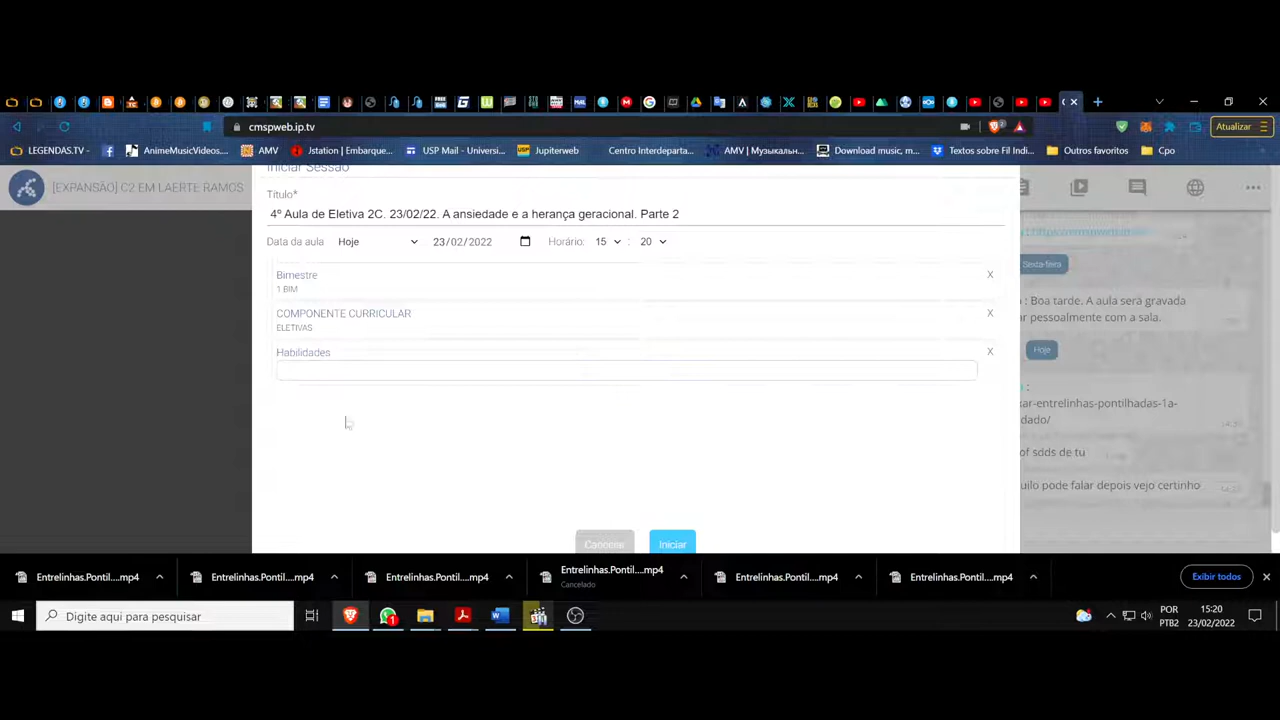 cmspweb.ip.tv
Atualizar
LEGENDAS.TV
AnimeMusicVideos...
AMV
Jstation | Embarque...
USP Mail - Universi...
Jupiterweb
Centro Interdeparta...
AMV | Музыкальн...
Download music, m...
Textos sobre Fil Indi...
Outros favoritos
Cpo
Iniciar Sessão
[EXPANSÃO] C2 EM LAERTE RAMOS
Título*
4º Aula de Eletiva 2C. 23/02/22. A ansiedade e a herança geracional. Parte 2
Data da aula Hoje 23/02/2022 Horário: 15 : 20
Bimestre X
1 BIM
COMPONENTE CURRICULAR X
ELETIVAS
Habilidades X
Cancelar Iniciar
Sexta-feira
: Boa tarde. A aula será gravada
ar pessoalmente com a sala.
Hoje
:
xar-entrelinhas-pontilhadas-1a-
dado/
of sdds de tu
uilo pode falar depois vejo certinho
Entrelinhas.Pontil....mp4
Entrelinhas.Pontil....mp4
Entrelinhas.Pontil....mp4
Entrelinhas.Pontil....mp4
Cancelado
Entrelinhas.Pontil....mp4
Entrelinhas.Pontil....mp4
Exibir todos
Digite aqui para pesquisar
POR
PTB2
15:20
23/02/2022